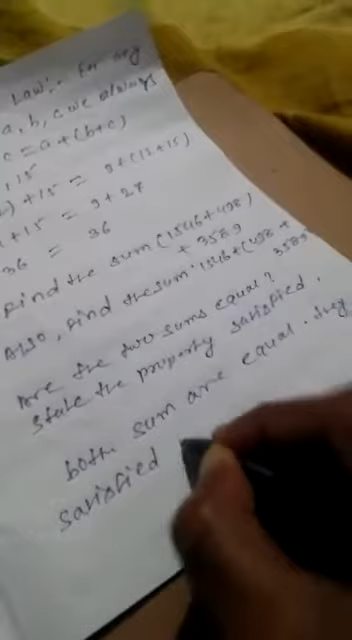 Law:- For any
a, b, c we always
c = a + (b + c)
, 15
) + 15 = 9 + (12 + 15)
+ 15 = 9 + 27
36 = 36
Find the sum (1546 + 498)
+ 3589
Also, Find the sum 1546 + (498 +
3589
Are the two sums equal?
State the property satisfied.
both sum are equal. they
satisfied